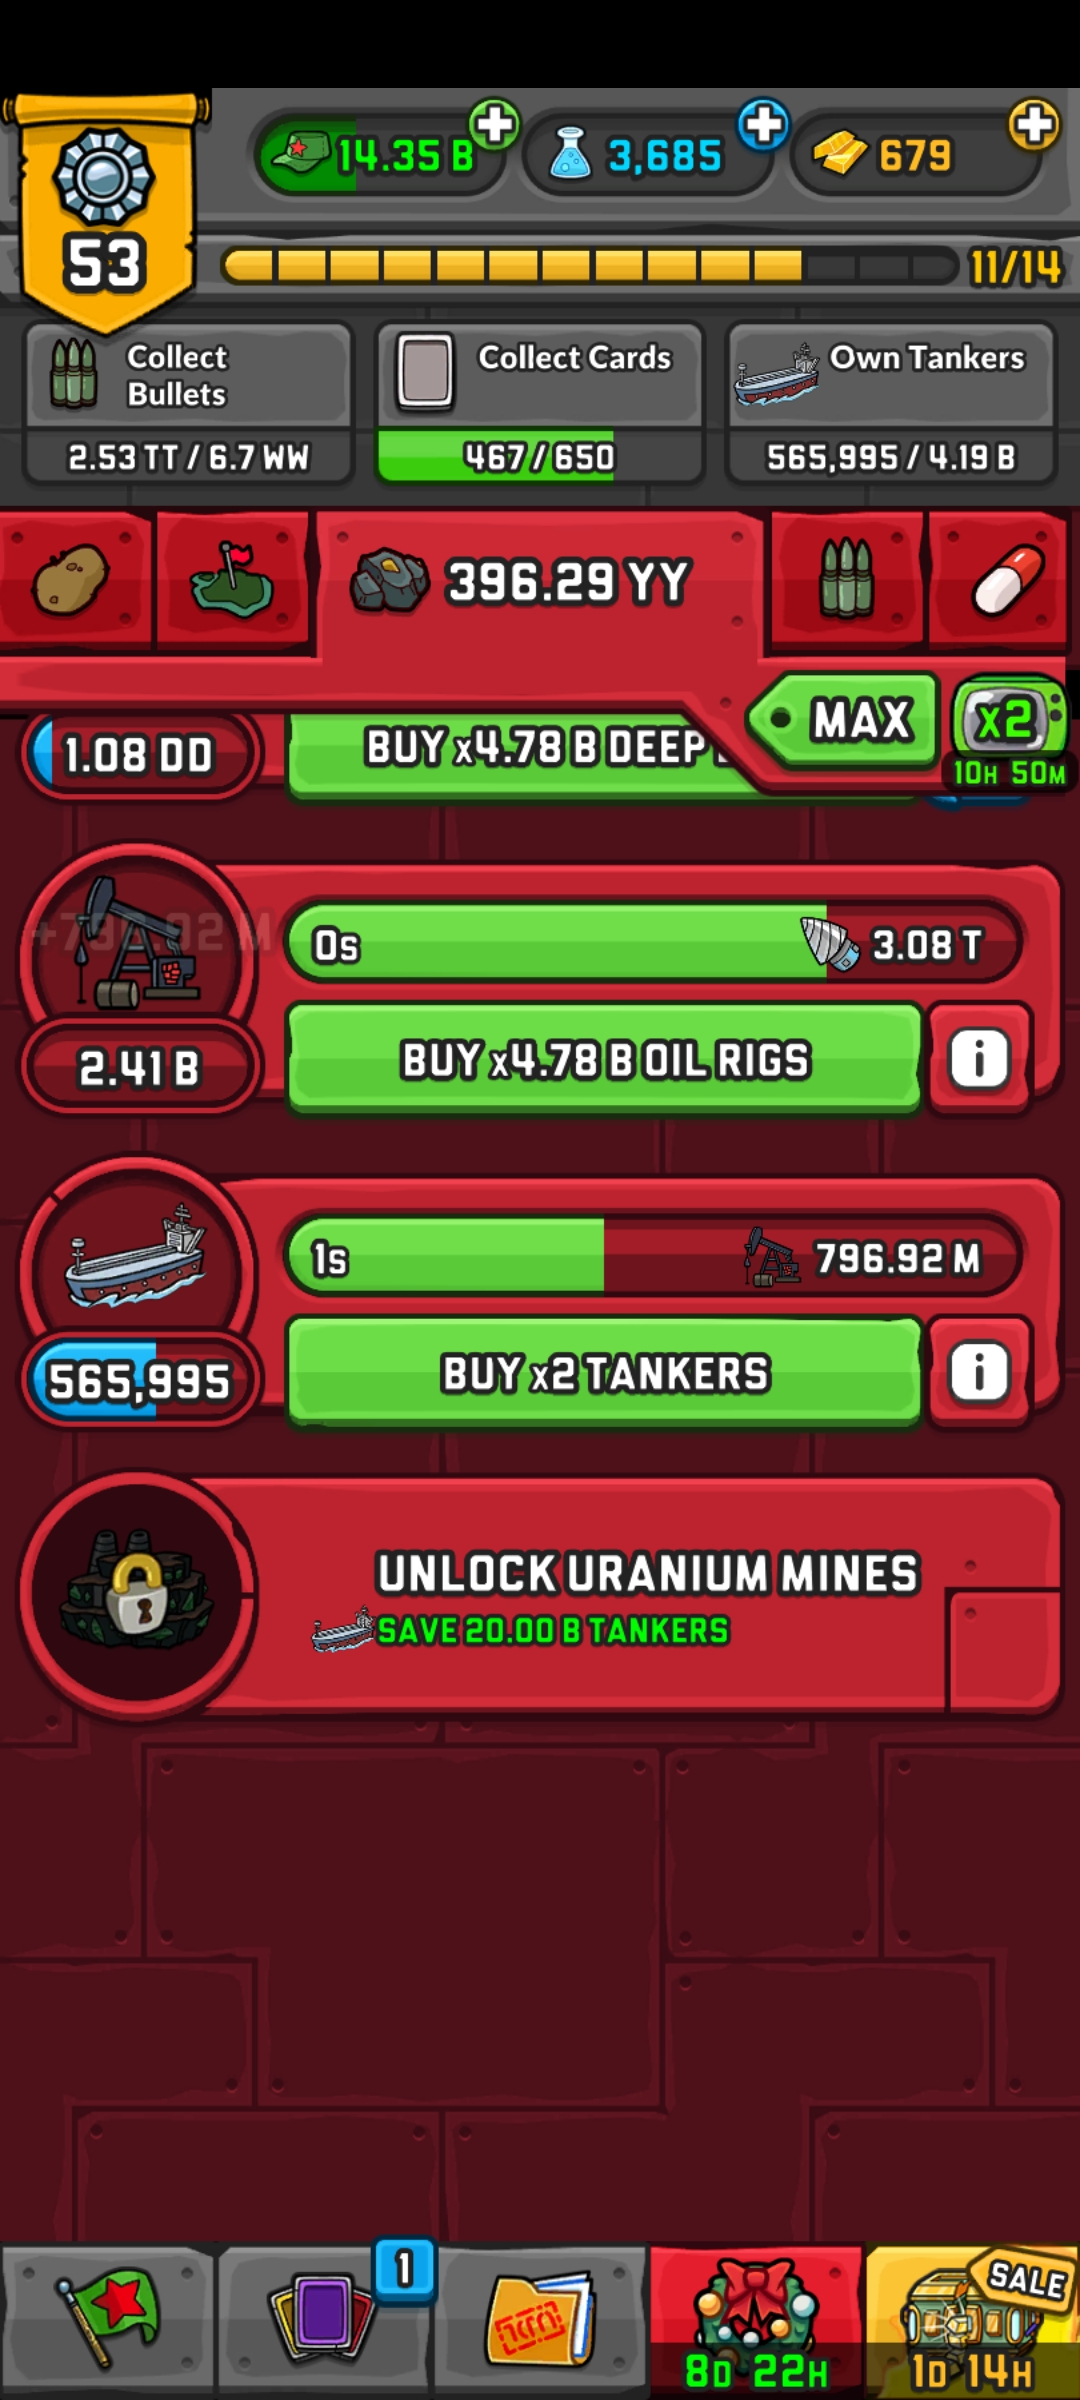 14.35 B
3,685
679
53
11/14
Collect
Bullets
2.53 TT / 6.7 WW
Collect Cards
467/650
Own Tankers
565,995 / 4.19 B
396.29 YY
MAX
x2
10H 50M
1.08 DD
BUY x4.78 B DEEP
+796.92 M
0s
3.08 T
2.41 B
BUY x4.78 B OIL RIGS
1s
796.92 M
565,995
BUY x2 TANKERS
UNLOCK URANIUM MINES
SAVE 20.00 B TANKERS
1
SALE
8D 22H
1D 14H